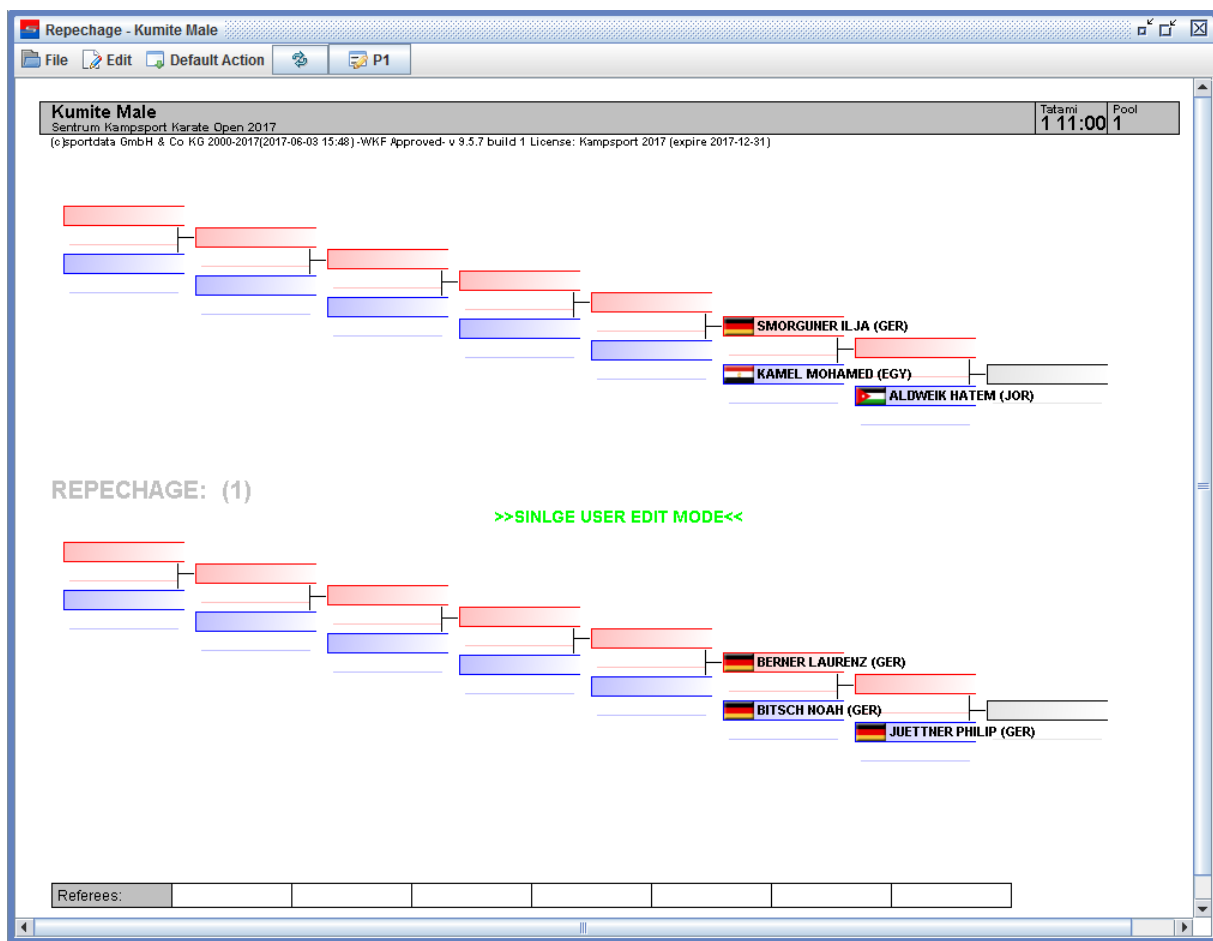 Repechage - Kumite Male
File Edit Default Action P1
Kumite Male
Sentrum Kampsport Karate Open 2017
Tatami Pool
1 11:00 1
(c)sportdata GmbH & Co KG 2000-2017(2017-06-03 15:48) -WKF Approved- v 9.5.7 build 1 License: Kampsport 2017 (expire 2017-12-31)
SMORGUNER ILJA (GER)
KAMEL MOHAMED (EGY)
ALDWEIK HATEM (JOR)
REPECHAGE: (1)
>>SINLGE USER EDIT MODE<<
BERNER LAURENZ (GER)
BITSCH NOAH (GER)
JUETTNER PHILIP (GER)
Referees: